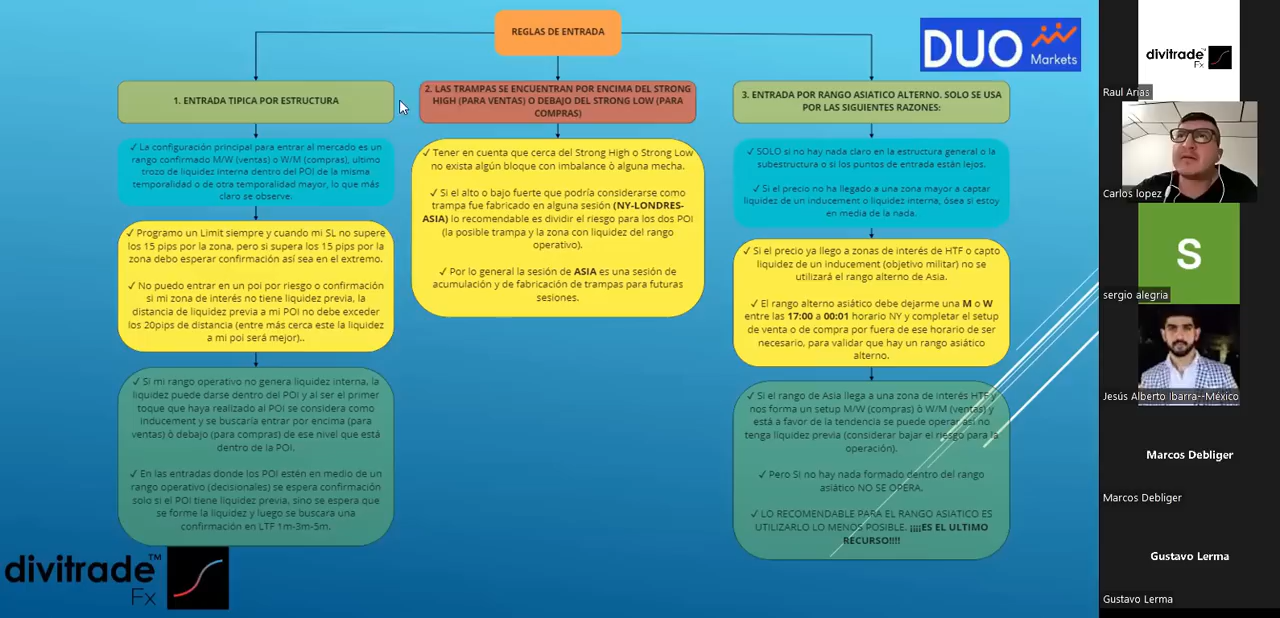 REGLAS DE ENTRADA
DUO
Markets
1. ENTRADA TIPICA POR ESTRUCTURA
✓ La configuración principal para entrar al mercado es un
rango confirmado M/W (ventas) o W/M (compras), ultimo
trozo de liquidez interna dentro del POI de la misma
temporalidad o de otra temporalidad mayor, lo que más
claro se observe.
✓ Programo un Limit siempre y cuando mi SL no supere
los 15 pips por la zona, pero si supera los 15 pips por la
zona debo esperar confirmación así sea en el extremo.
✓ No puedo entrar en un poi por riesgo o confirmación
si mi zona de interés no tiene liquidez previa, la
distancia de liquidez previa a mi POI no debe exceder
los 20pips de distancia (entre más cerca este la liquidez
a mi poi será mejor)..
✓ Si mi rango operativo no genera liquidez interna, la
liquidez puede darse dentro del POI y al ser el primer
toque que haya realizado al POI se considera como
inducement y se buscaría entrar por encima (para
ventas) ò debajo (para compras) de ese nivel que está
dentro de la POI.
✓ En las entradas donde los POI estén en medio de un
rango operativo (decisionales) se espera confirmación
solo si el POI tiene liquidez previa, sino se espera que
se forme la liquidez y luego se buscara una
confirmación en LTF 1m-3m-5m.
2. LAS TRAMPAS SE ENCUENTRAN POR ENCIMA DEL STRONG
HIGH (PARA VENTAS) O DEBAJO DEL STRONG LOW (PARA
COMPRAS)
✓ Tener en cuenta que cerca del Strong High o Strong Low
no exista algún bloque con imbalance ò alguna mecha.
✓ Si el alto o bajo fuerte que podría considerarse como
trampa fue fabricado en alguna sesión (NY-LONDRES-
ASIA) lo recomendable es dividir el riesgo para los dos POI
(la posible trampa y la zona con liquidez del rango
operativo).
✓ Por lo general la sesión de ASIA es una sesión de
acumulación y de fabricación de trampas para futuras
sesiones.
3. ENTRADA POR RANGO ASIATICO ALTERNO. SOLO SE USA
POR LAS SIGUIENTES RAZONES:
✓ SOLO si no hay nada claro en la estructura general o la
subestructura o si los puntos de entrada están lejos.
✓ Si el precio no ha llegado a una zona mayor a captar
liquidez de un inducement o liquidez interna, ósea si estoy
en media de la nada.
✓ Si el precio ya llego a zonas de interés de HTF o capto
liquidez de un inducement (objetivo militar) no se
utilizará el rango alterno de Asia.
✓ El rango alterno asiático debe dejarme una M o W
entre las 17:00 a 00:01 horario NY y completar el setup
de venta o de compra por fuera de ese horario de ser
necesario, para validar que hay un rango asiático
alterno.
✓ Si el rango de Asia llega a una zona de interés HTF y
nos forma un setup M/W (compras) ò W/M (ventas) y
está a favor de la tendencia se puede operar así no
tenga liquidez previa (considerar bajar el riesgo para la
operación).
✓ Pero SI no hay nada formado dentro del rango
asiático NO SE OPERA.
✓ LO RECOMENDABLE PARA EL RANGO ASIATICO ES
UTILIZARLO LO MENOS POSIBLE. ¡¡¡¡ES EL ULTIMO
RECURSO!!!!
divitrade™
Fx
divitrade™
Fx
Raul Arias
Carlos lopez
S
sergio alegria
Jesús Alberto Ibarra--México
Marcos Debliger
Marcos Debliger
Gustavo Lerma
Gustavo Lerma